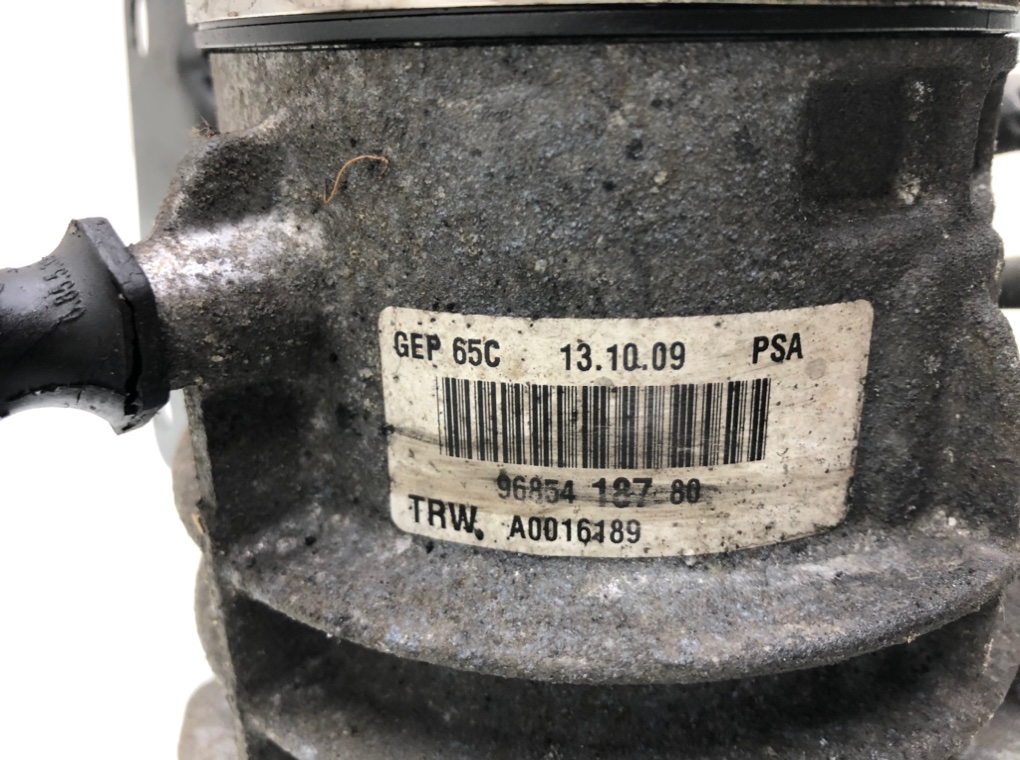 GEP 65C 13.10.09 PSA
96854 187 80
TRW. A0016189